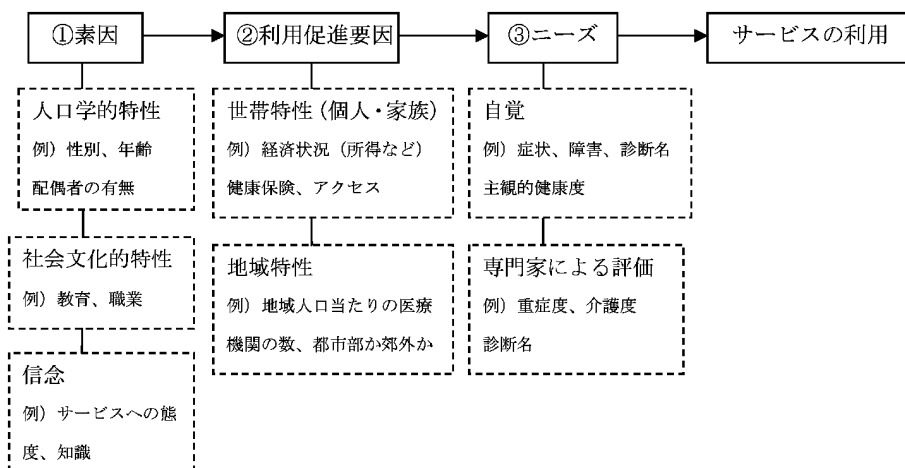 ①素因
②利用促進要因
③ニーズ
サービスの利用
人口学的特性
例）性別、年齢
配偶者の有無
社会文化的特性
例）教育、職業
信念
例）サービスへの態
度、知識
世帯特性（個人・家族）
例）経済状況（所得など）
健康保険、アクセス
地域特性
例）地域人口当たりの医療
機関の数、都市部か郊外か
自覚
例）症状、障害、診断名
主観的健康度
専門家による評価
例）重症度、介護度
診断名